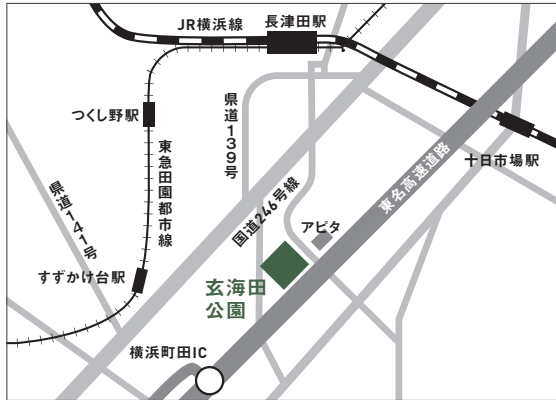 JR横浜線
長津田駅
つくし野駅
県道139号
東急田園都市線
十日市場駅
東名高速道路
県道141号
国道246号線
アピタ
すずかけ台駅
玄海田
公園
横浜町田IC